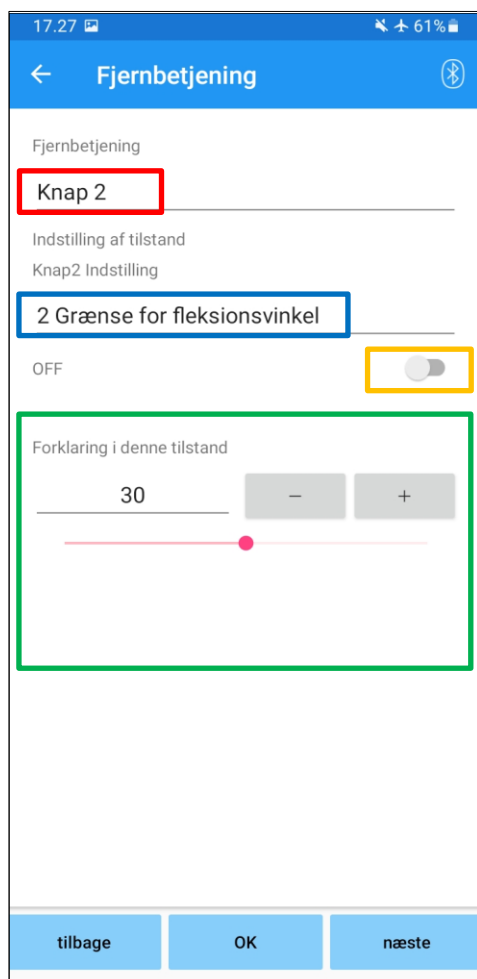 17.27 61%
Fjernbetjening
Fjernbetjening
Knap 2
Indstilling af tilstand
Knap2 Indstilling
2 Grænse for fleksionsvinkel
OFF
Forklaring i denne tilstand
30 − +
tilbage OK næste